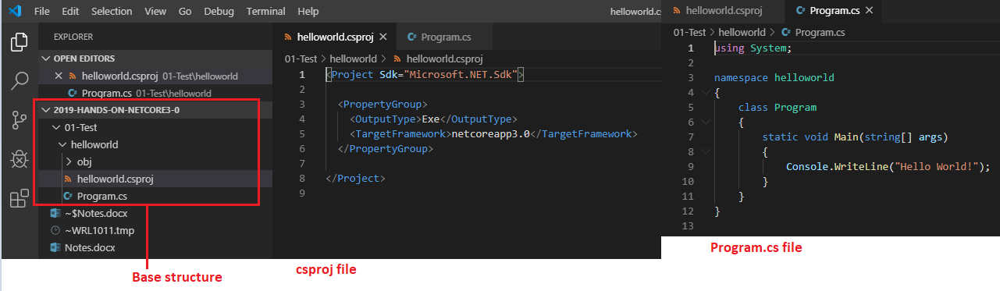 File Edit Selection View Go Debug Terminal Help helloworld.cs
EXPLORER
OPEN EDITORS
helloworld.csproj 01-Test\helloworld
Program.cs 01-Test\helloworld
2019-HANDS-ON-NETCORE3-0
01-Test
helloworld
obj
helloworld.csproj
Program.cs
~$Notes.docx
~WRL1011.tmp
Notes.docx
Base structure
helloworld.csproj Program.cs
01-Test > helloworld > helloworld.csproj
1 <Project Sdk="Microsoft.NET.Sdk">
2
3 <PropertyGroup>
4 <OutputType>Exe</OutputType>
5 <TargetFramework>netcoreapp3.0</TargetFramework>
6 </PropertyGroup>
7
8 </Project>
9
csproj file
helloworld.csproj Program.cs
01-Test > helloworld > Program.cs
1 using System;
2
3 namespace helloworld
4 {
5 class Program
6 {
7 static void Main(string[] args)
8 {
9 Console.WriteLine("Hello World!");
10 }
11 }
12 }
13
Program.cs file